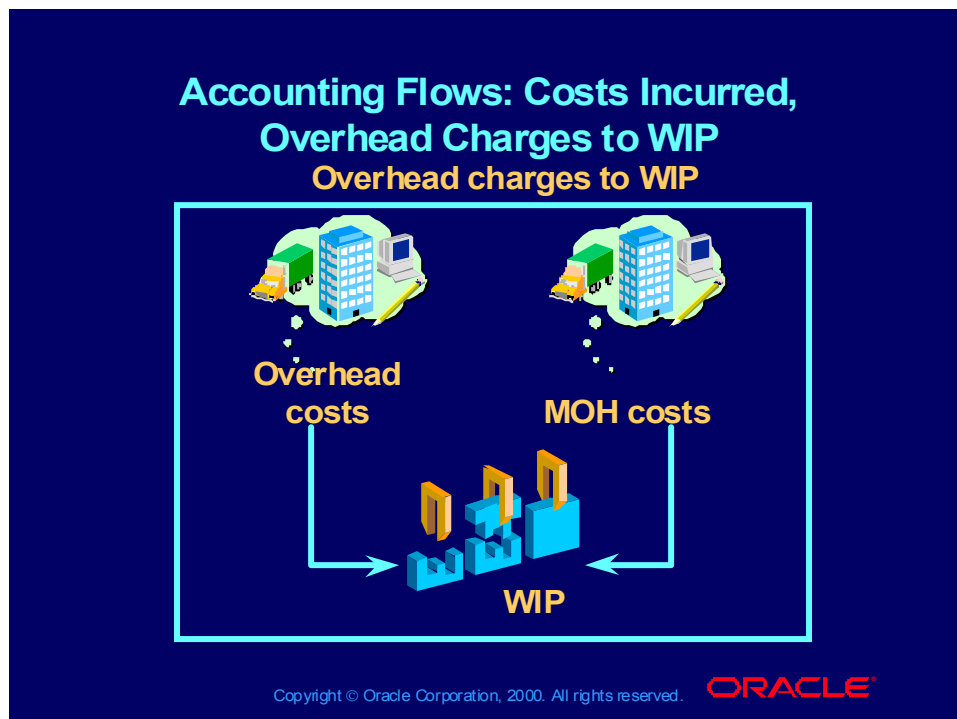 Accounting Flows: Costs Incurred,
Overhead Charges to WIP
Overhead charges to WIP
Overhead
costs
MOH costs
WIP
Copyright © Oracle Corporation, 2000. All rights reserved.
ORACLE®